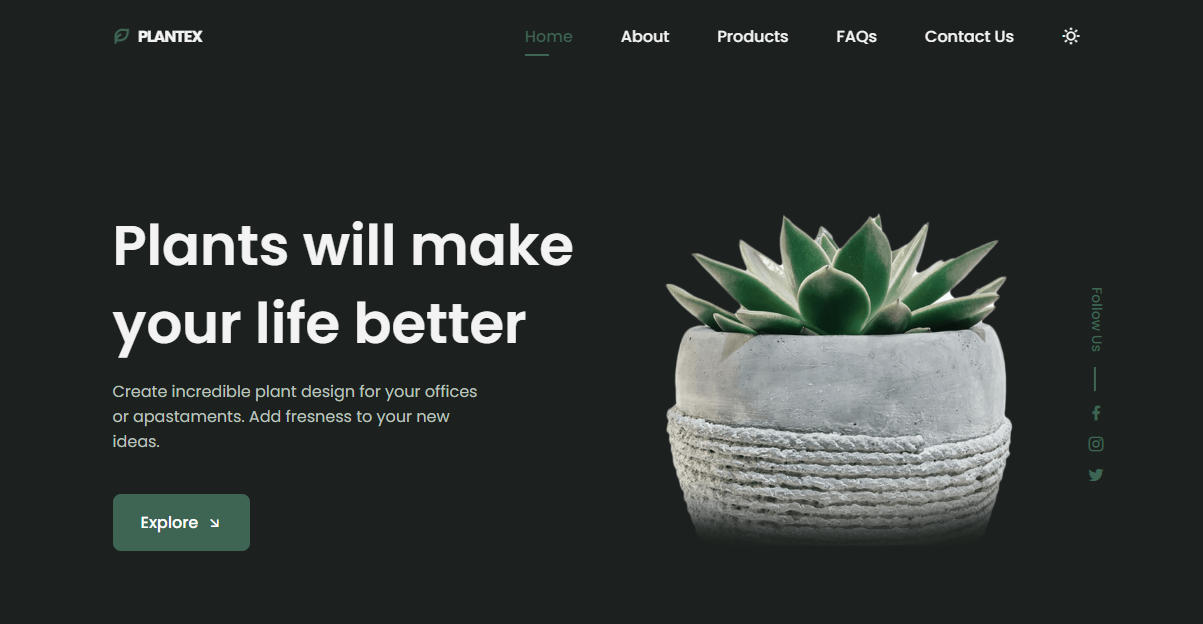 PLANTEX
Home
About
Products
FAQs
Contact Us
Plants will make
your life better
Create incredible plant design for your offices
or apastaments. Add fresness to your new
ideas.
Explore
Follow Us